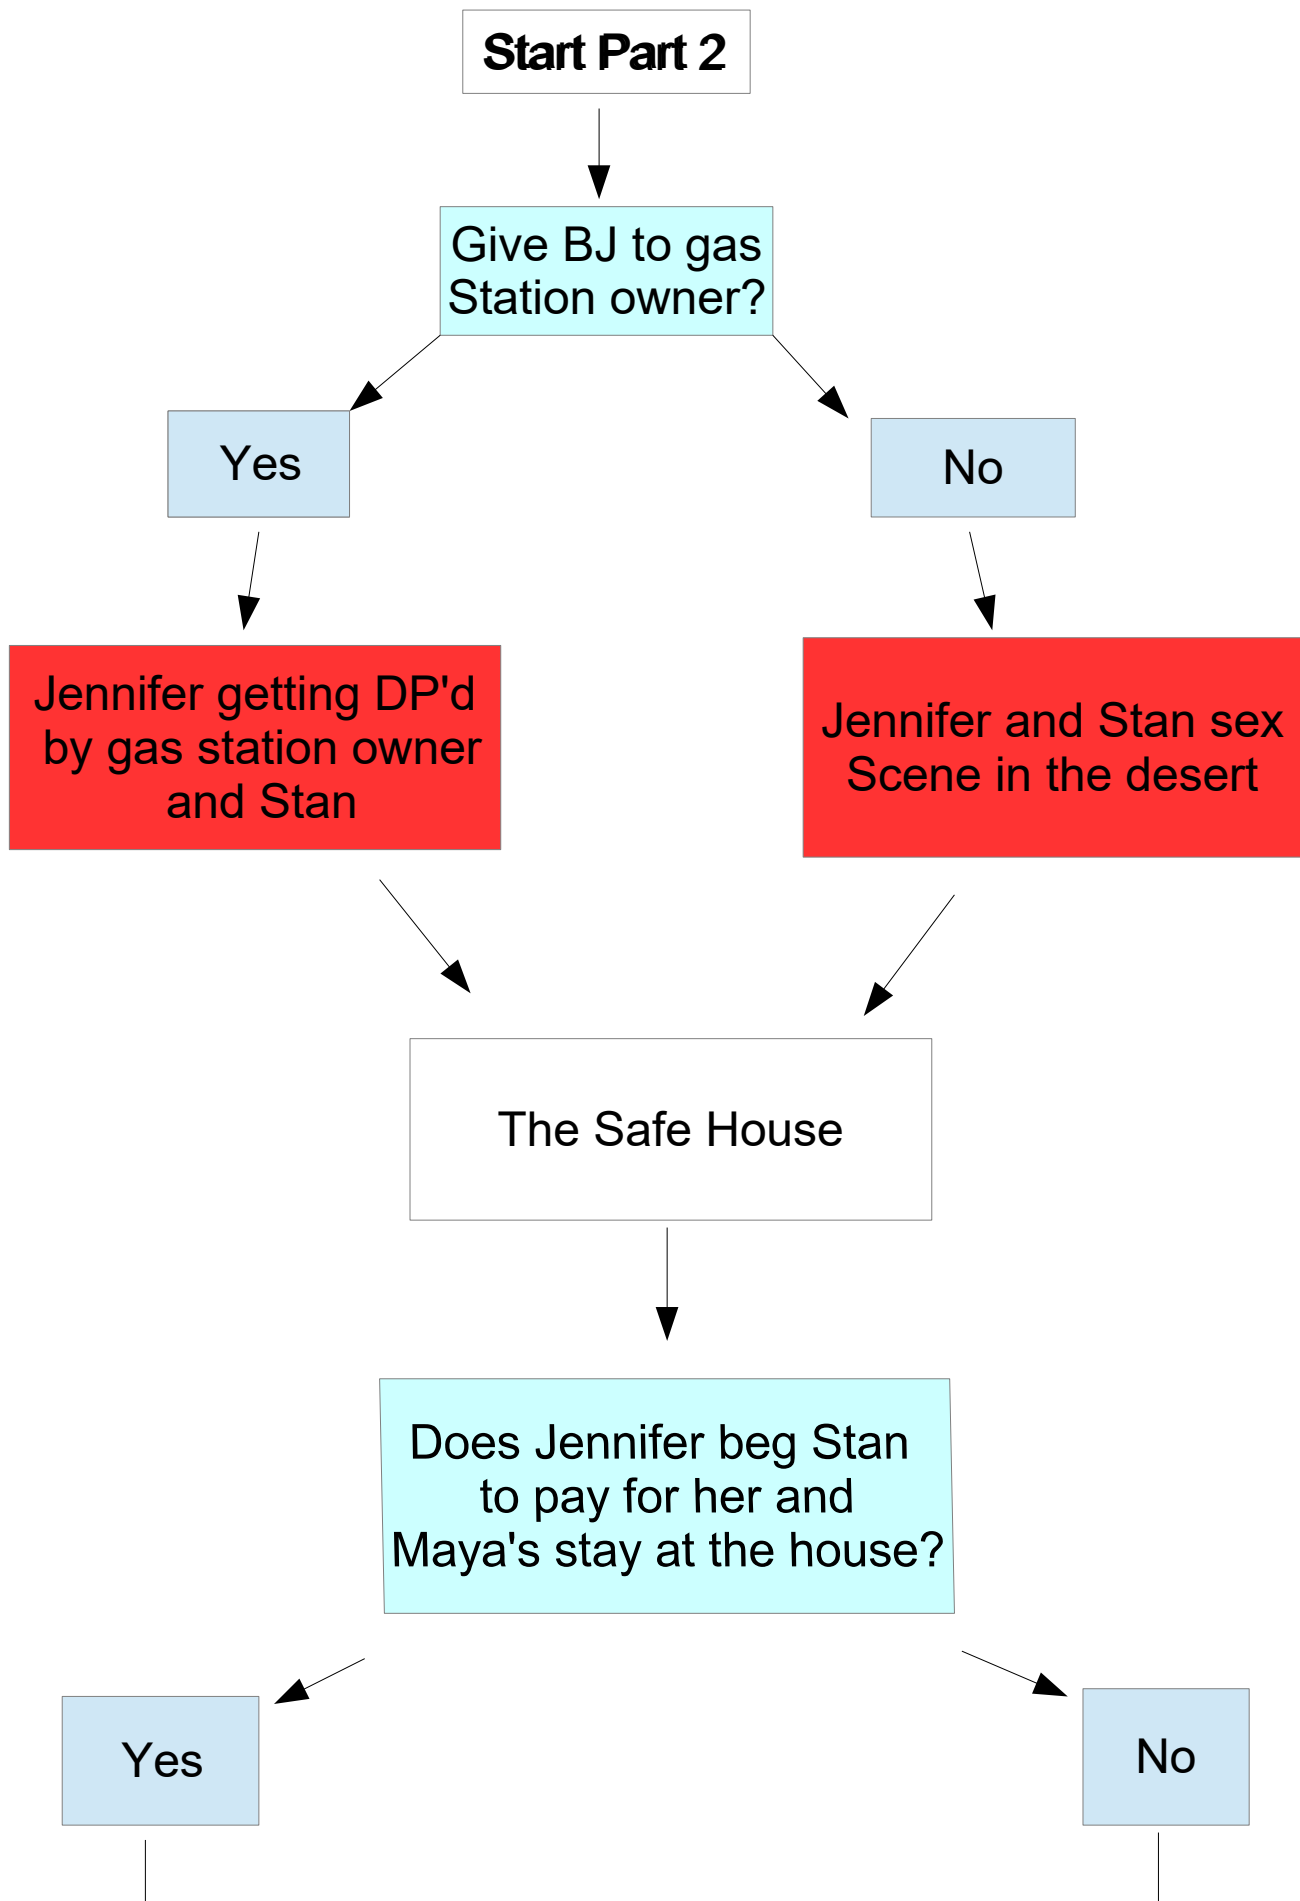 Start Part 2
Give BJ to gas
Station owner?
Yes
No
Jennifer getting DP'd
by gas station owner
and Stan
Jennifer and Stan sex
Scene in the desert
The Safe House
Does Jennifer beg Stan
to pay for her and
Maya's stay at the house?
Yes
No